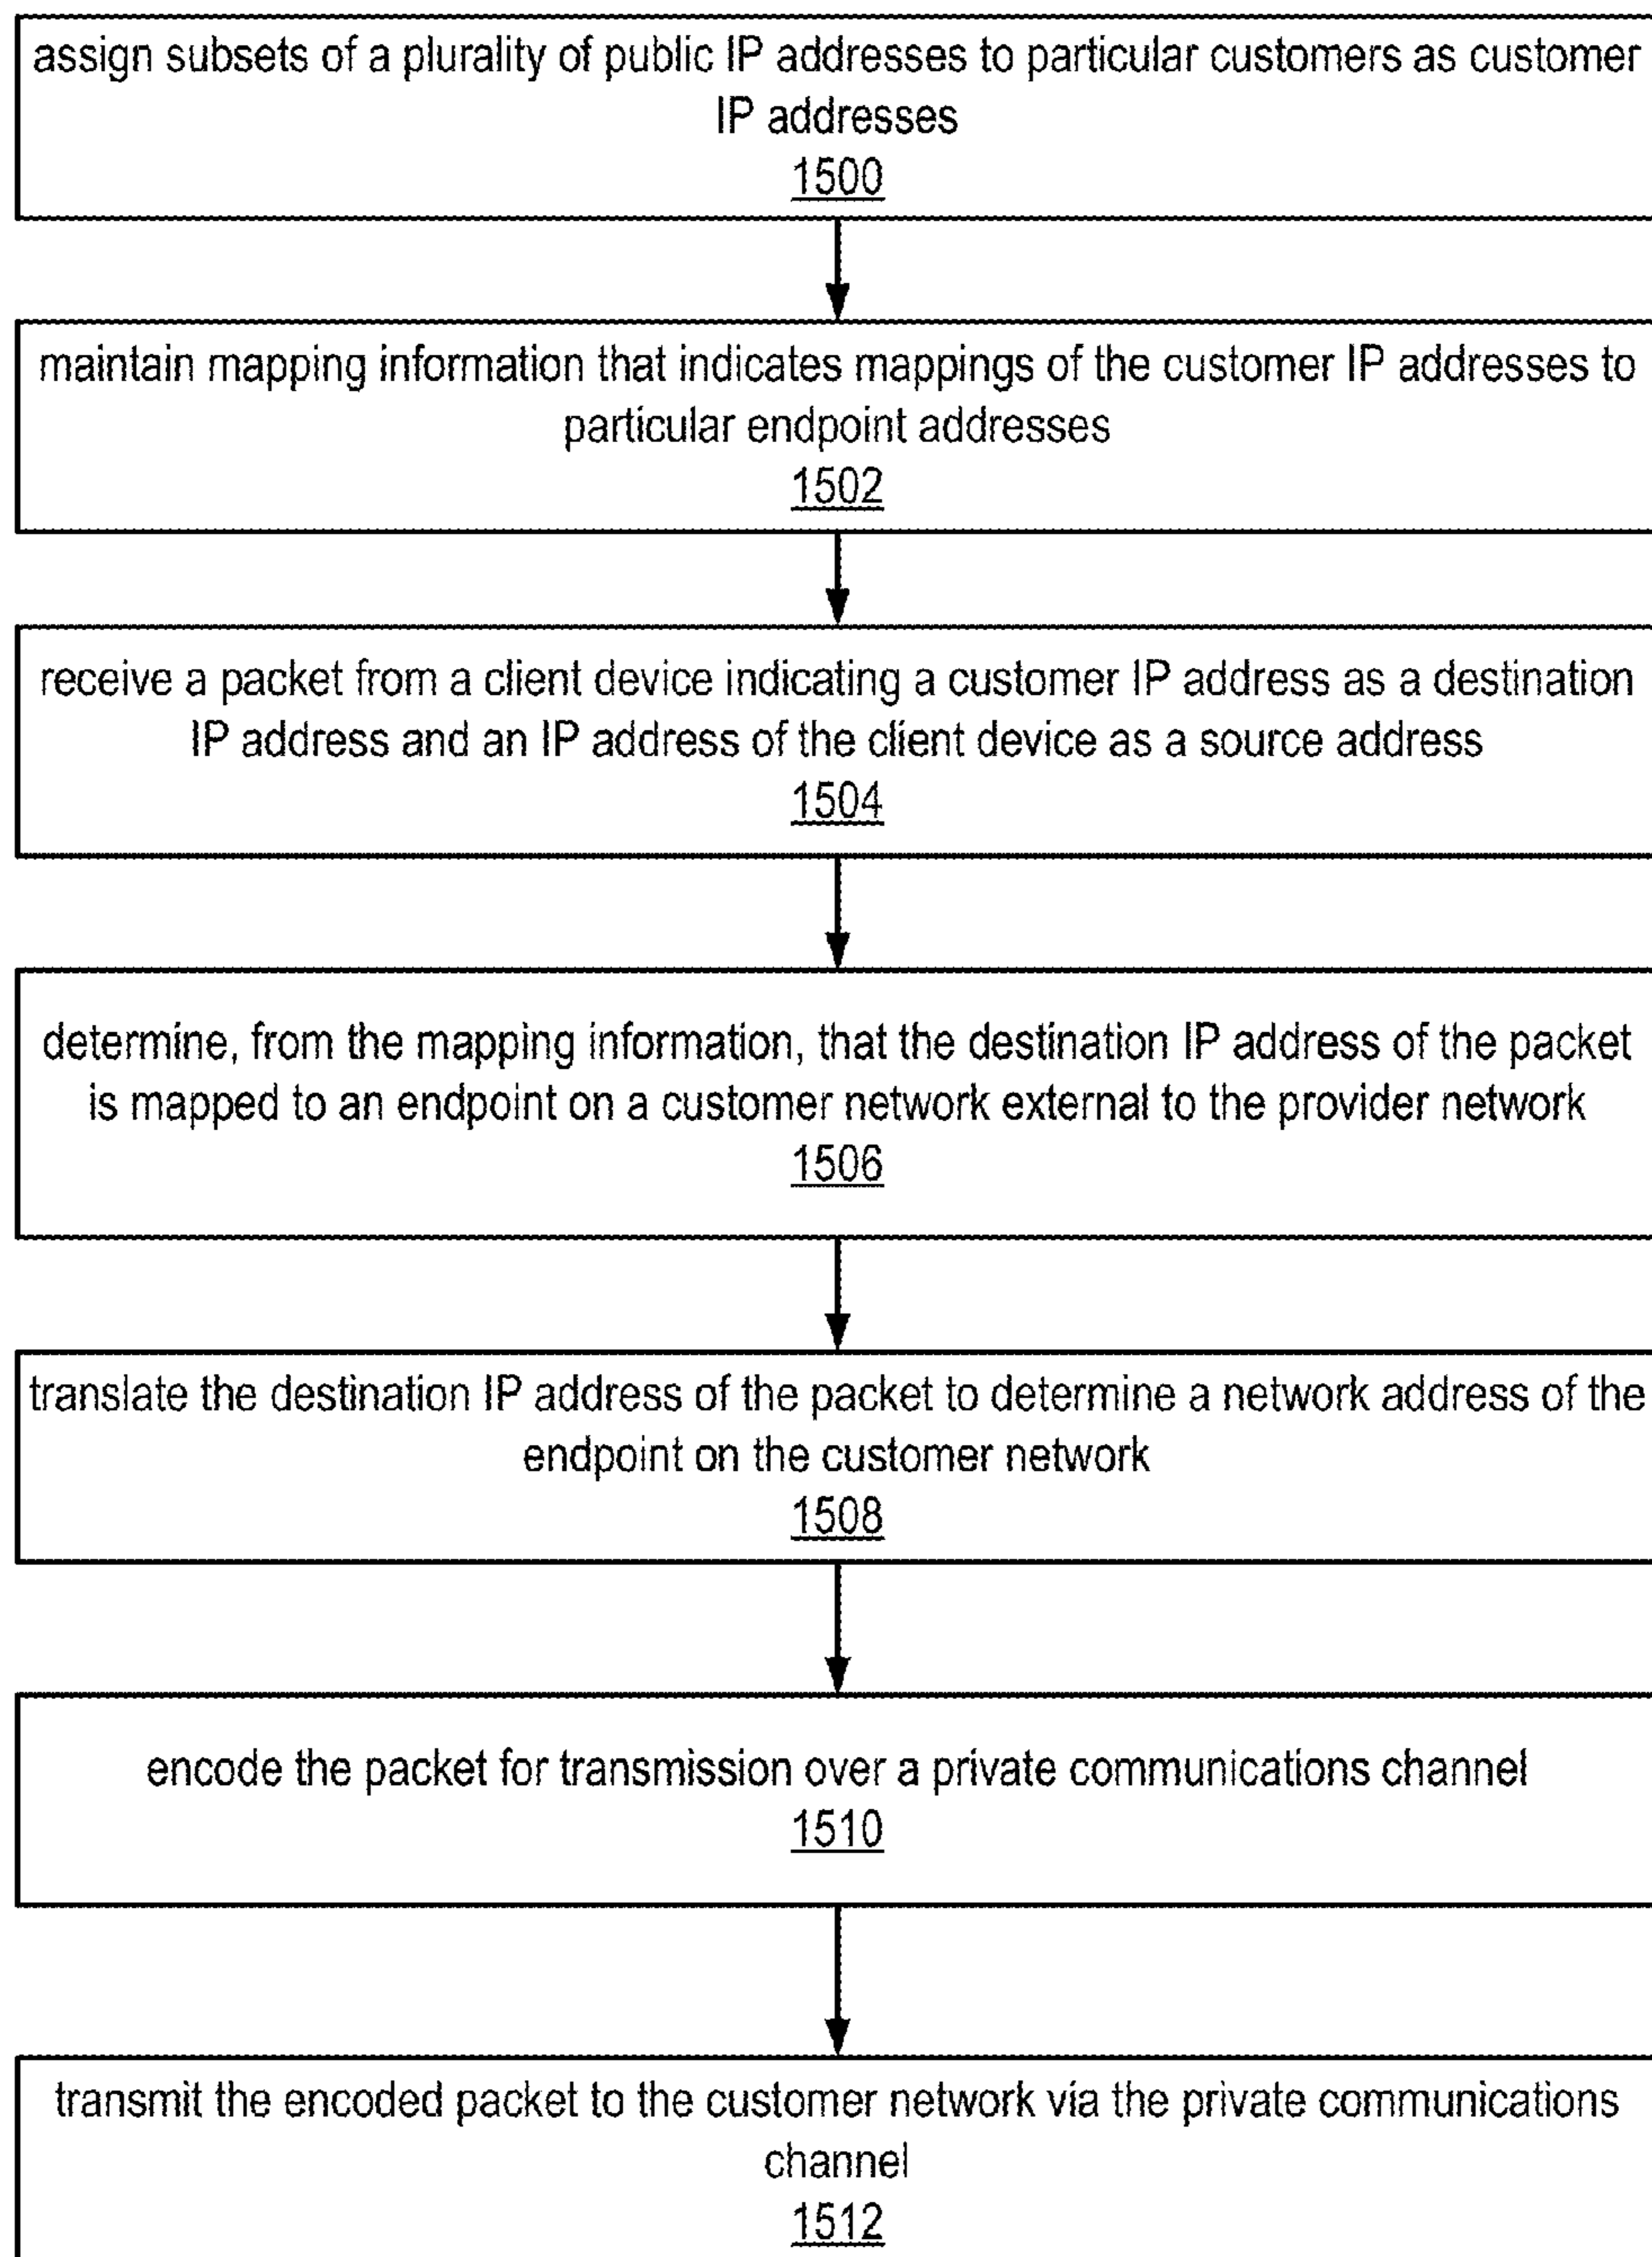 assign subsets of a plurality of public IP addresses to particular customers as customer
IP addresses
1500
maintain mapping information that indicates mappings of the customer IP addresses to
particular endpoint addresses
1502
receive a packet from a client device indicating a customer IP address as a destination
IP address and an IP address of the client device as a source address
1504
determine, from the mapping information, that the destination IP address of the packet
is mapped to an endpoint on a customer network external to the provider network
1506
translate the destination IP address of the packet to determine a network address of the
endpoint on the customer network
1508
encode the packet for transmission over a private communications channel
1510
transmit the encoded packet to the customer network via the private communications
channel
1512